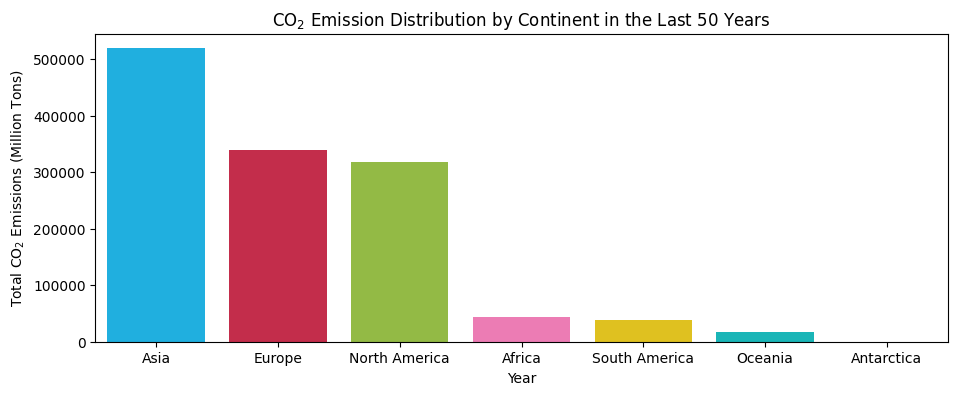 CO₂ Emission Distribution by Continent in the Last 50 Years
Total CO₂ Emissions (Million Tons)
500000
400000
300000
200000
100000
0
Asia Europe North America Africa South America Oceania Antarctica
Year